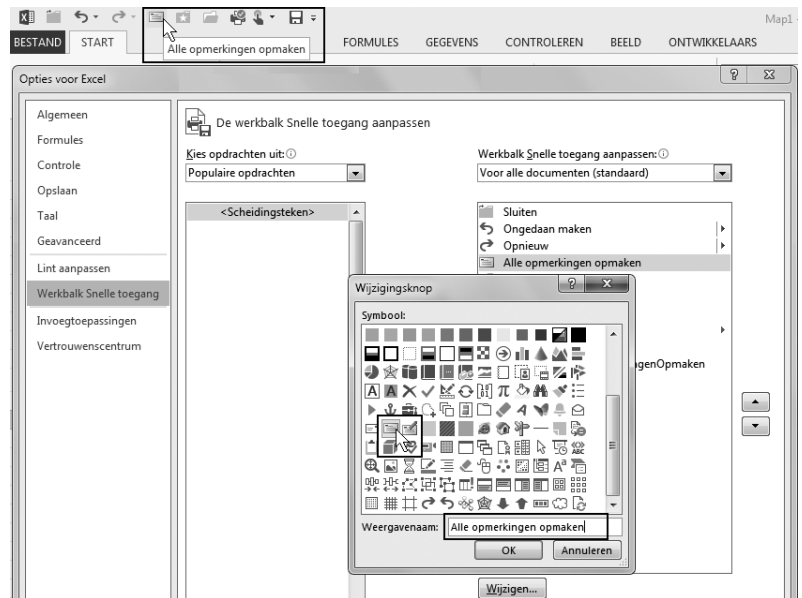 Map1 -
BESTAND START FORMULES GEGEVENS CONTROLEREN BEELD ONTWIKKELAARS
Alle opmerkingen opmaken
Opties voor Excel
Algemeen
Formules
Controle
Opslaan
Taal
Geavanceerd
Lint aanpassen
Werkbalk Snelle toegang
Invoegtoepassingen
Vertrouwenscentrum
De werkbalk Snelle toegang aanpassen
Kies opdrachten uit:
Populaire opdrachten
<Scheidingsteken>
Werkbalk Snelle toegang aanpassen:
Voor alle documenten (standaard)
Sluiten
Ongedaan maken
Opnieuw
Alle opmerkingen opmaken
ngenOpmaken
Wijzigingsknop
Symbool:
Weergavenaam: Alle opmerkingen opmaken
OK Annuleren
Wijzigen...